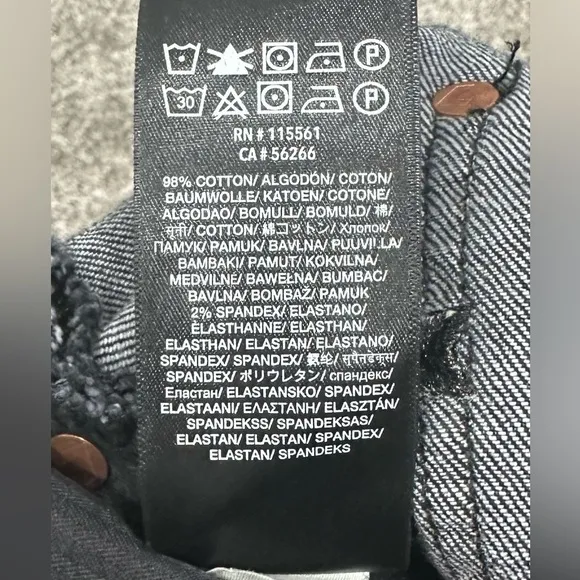 P
30 P
RN # 115561
CA # 56266
98% COTTON/ ALGODÓN/ COTON/
BAUMWOLLE/ KATOEN/ COTONE/
ALGODAO/ BOMULL/ BOMULD/ 棉/
सूती/ COTTON/ 綿 コットン/ Хлопок/
ПАМУК/ PAMUK/ BAVLNA/ PUUVILLA/
BAMBAKI/ PAMUT/ KOKVILNA/
MEDVILNE/ BAWEŁNA/ BUMBAC/
BAVLNA/ BOMBAŽ/ PAMUK
2% SPANDEX/ ELASTANO/
ÈLASTHANNE/ ELASTHAN/
ELASTHAN/ ELASTAN/ ELASTANO/
SPANDEX/ SPANDEX/ 氨纶/ स्पैनडेक्स/
SPANDEX/ ポリウレタン/ спандекс/
Еластан/ ELASTANSKO/ SPANDEX/
ELASTAANI/ ΕΛΑΣΤΑΝΗ/ ELASZTÁN/
SPANDEKSS/ SPANDEKSAS/
ELASTAN/ ELASTAN/ SPANDEX/
ELASTAN/ SPANDEKS